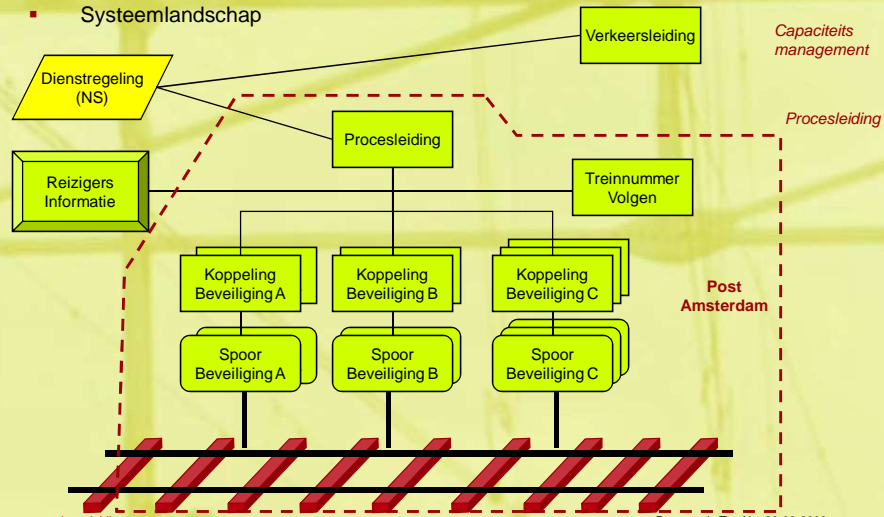 Systeemlandschap
Verkeersleiding
Capaciteits
management
Dienstregeling
(NS)
Procesleiding
Procesleiding
Reizigers
Informatie
Treinnummer
Volgen
Koppeling
Beveiliging A
Koppeling
Beveiliging B
Koppeling
Beveiliging C
Post
Amsterdam
Spoor
Beveiliging A
Spoor
Beveiliging B
Spoor
Beveiliging C